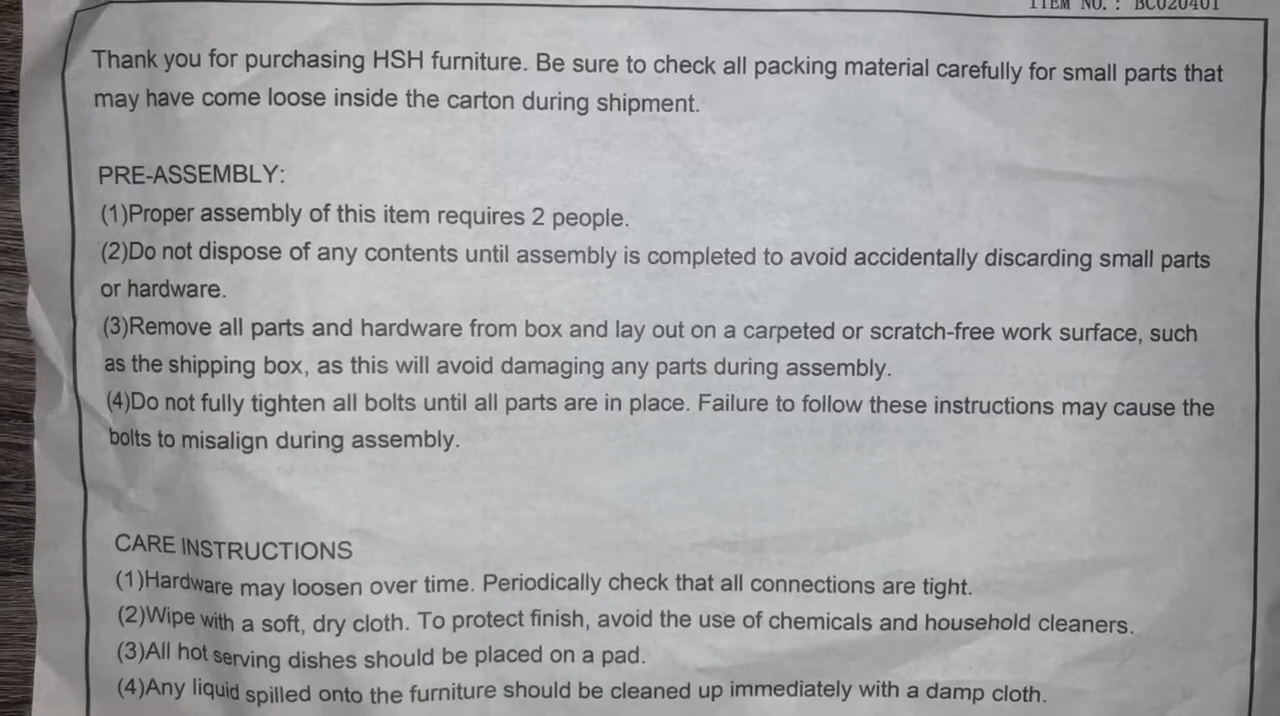 ITEM NO. : BC020401
Thank you for purchasing HSH furniture. Be sure to check all packing material carefully for small parts that
may have come loose inside the carton during shipment.
PRE-ASSEMBLY:
(1)Proper assembly of this item requires 2 people.
(2)Do not dispose of any contents until assembly is completed to avoid accidentally discarding small parts
or hardware.
(3)Remove all parts and hardware from box and lay out on a carpeted or scratch-free work surface, such
as the shipping box, as this will avoid damaging any parts during assembly.
(4)Do not fully tighten all bolts until all parts are in place. Failure to follow these instructions may cause the
bolts to misalign during assembly.
CARE INSTRUCTIONS
(1)Hardware may loosen over time. Periodically check that all connections are tight.
(2)Wipe with a soft, dry cloth. To protect finish, avoid the use of chemicals and household cleaners.
(3)All hot serving dishes should be placed on a pad.
(4)Any liquid spilled onto the furniture should be cleaned up immediately with a damp cloth.